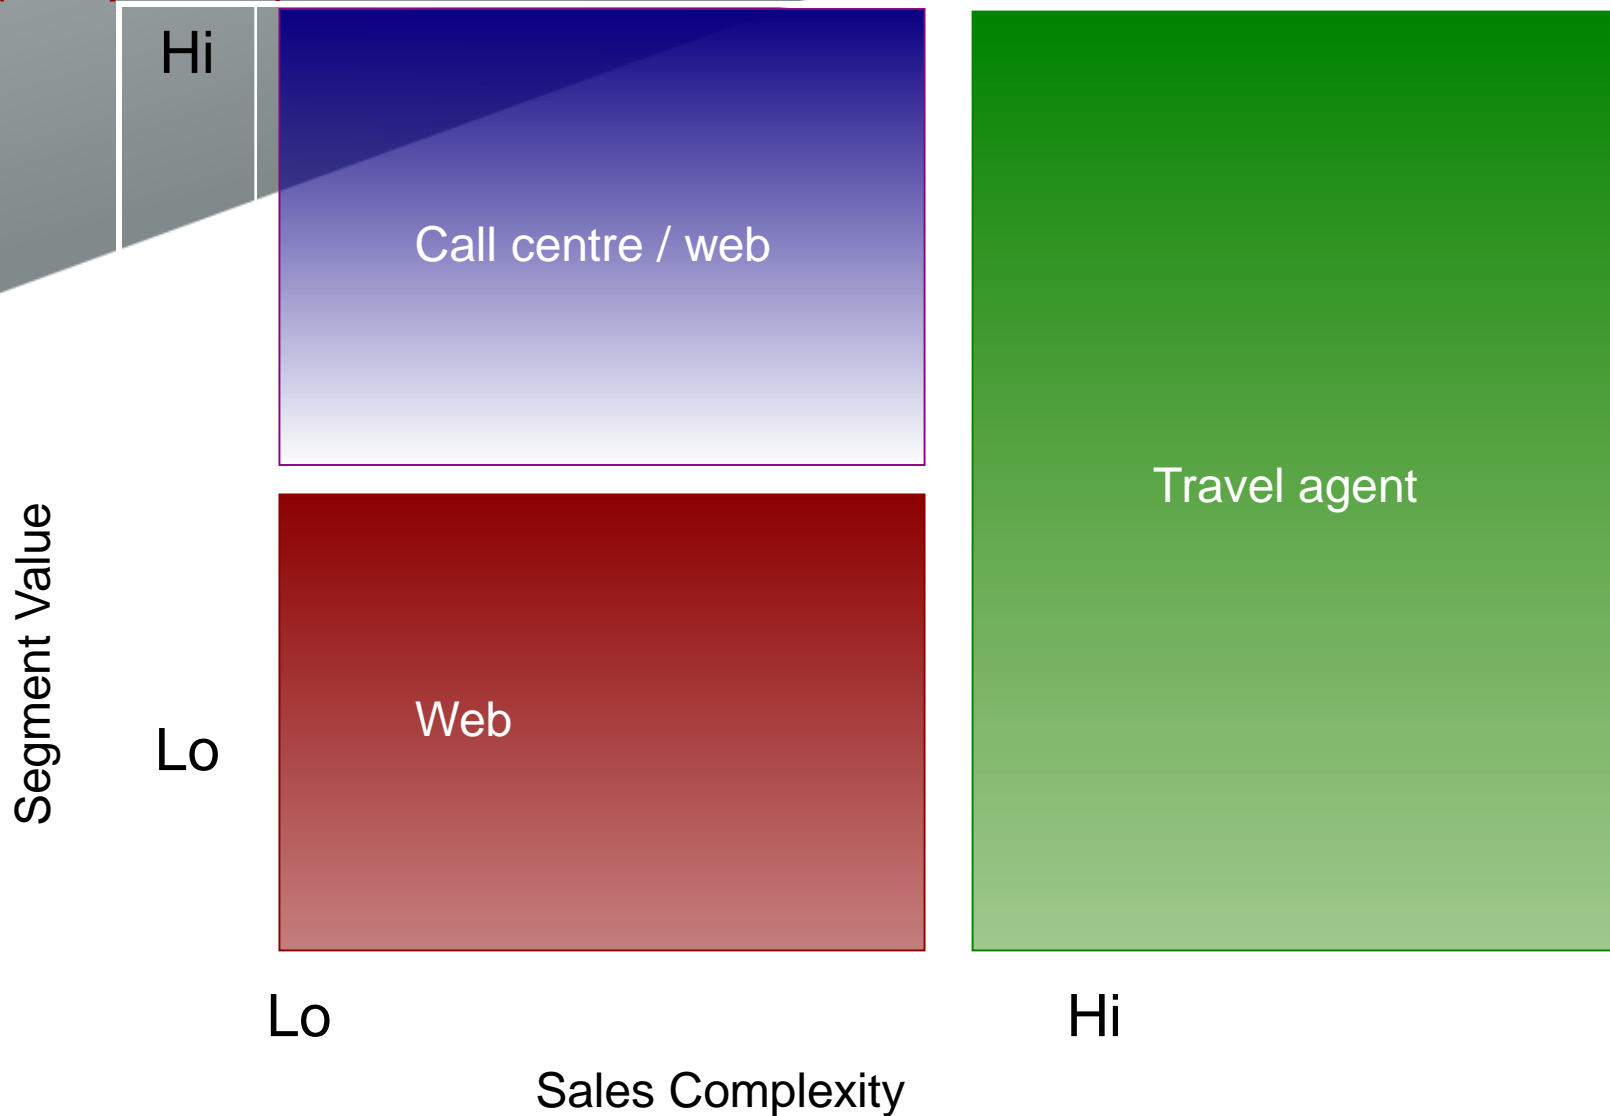 Hi
Call centre / web
Travel agent
Segment Value
Web
Lo
Lo
Hi
Sales Complexity